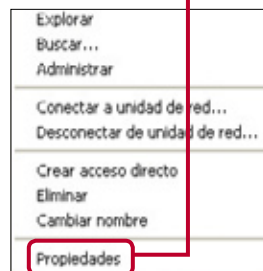 Explorar
Buscar...
Administrar
Conectar a unidad de red...
Desconectar de unidad de red...
Crear acceso directo
Eliminar
Cambiar nombre
Propiedades